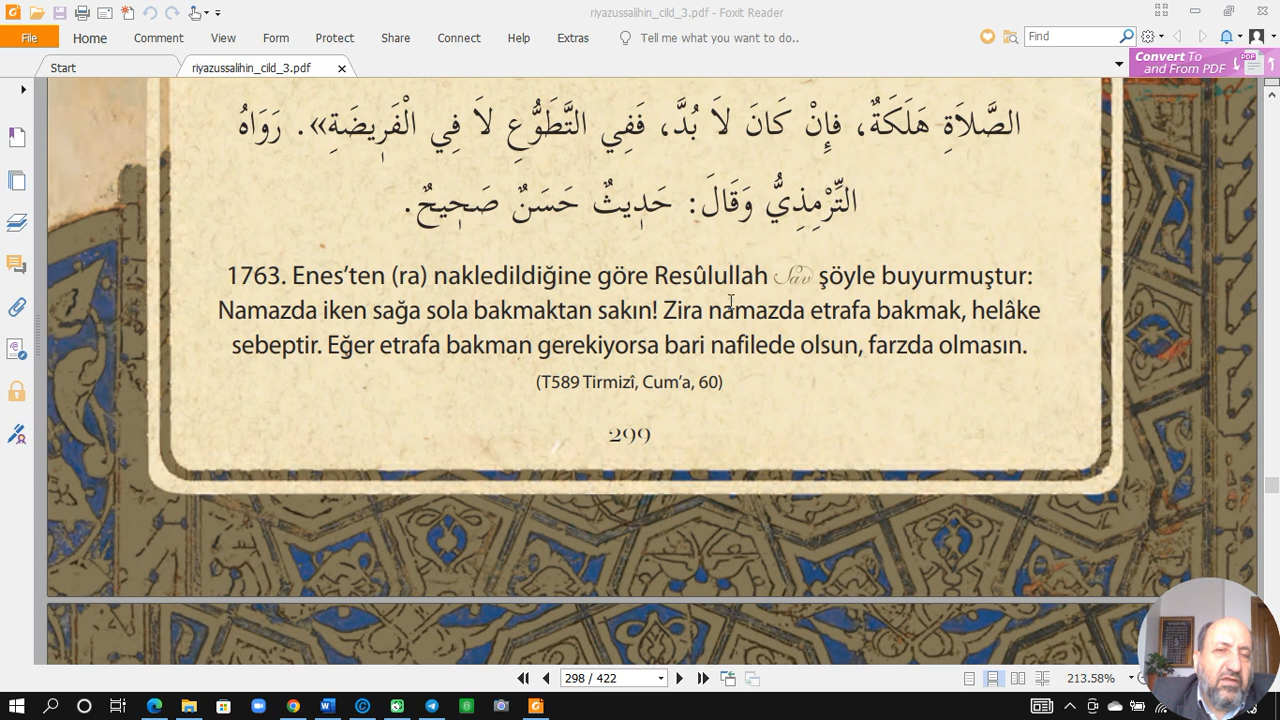 riyazussalihin_cild_3.pdf - Foxit Reader
File Home Comment View Form Protect Share Connect Help Extras Tell me what you want to do.. Find
Start riyazussalihin_cild_3.pdf
Convert To
and From PDF
PDF
الصَّلاَةِ هَلَكَةٌ، فَإِنْ كَانَ لاَ بُدَّ، فَفِي التَّطَوُّعِ لاَ فِي الْفَرِيضَةِ». رَوَاهُ
التِّرْمِذِيُّ وَقَالَ: حَدِيثٌ حَسَنٌ صَحِيحٌ.
1763. Enes’ten (ra) nakledildiğine göre Resûlullah Sav şöyle buyurmuştur:
Namazda iken sağa sola bakmaktan sakın! Zira namazda etrafa bakmak, helâke
sebeptir. Eğer etrafa bakman gerekiyorsa bari nafilede olsun, farzda olmasın.
(T589 Tirmizî, Cum’a, 60)
299
298 / 422
213.58%